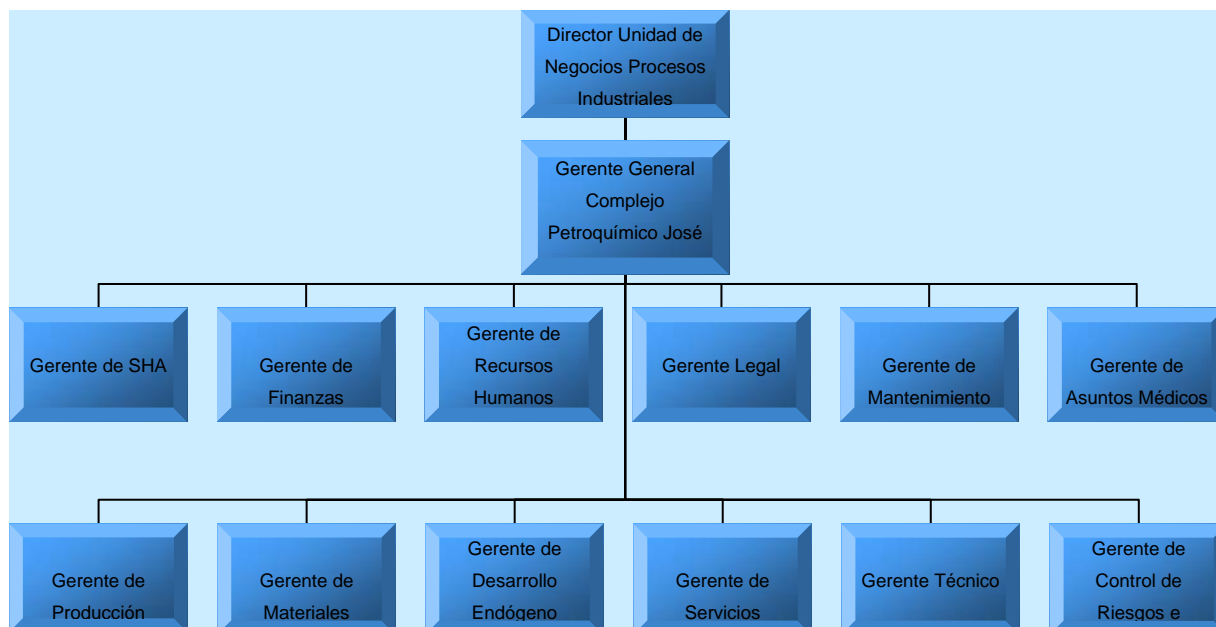 Director Unidad de
Negocios Procesos
Industriales
Gerente General
Complejo
Petroquímico José
Gerente de SHA
Gerente de
Finanzas
Gerente de
Recursos
Humanos
Gerente Legal
Gerente de
Mantenimiento
Gerente de
Asuntos Médicos
Gerente de
Producción
Gerente de
Materiales
Gerente de
Desarrollo
Endógeno
Gerente de
Servicios
Gerente Técnico
Gerente de
Control de
Riesgos e